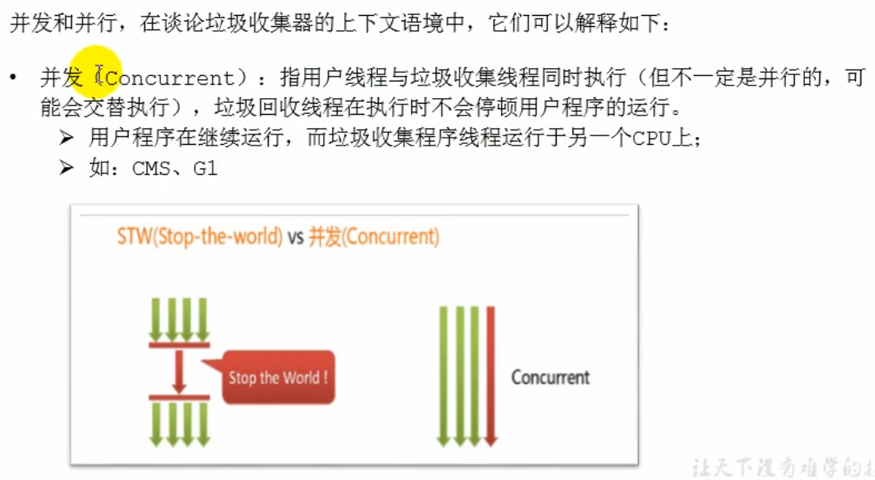 并发和并行，在谈论垃圾收集器的上下文语境中，它们可以解释如下：
• 并发（Concurrent）：指用户线程与垃圾收集线程同时执行（但不一定是并行的，可
能会交替执行），垃圾回收线程在执行时不会停顿用户程序的运行。
➢ 用户程序在继续运行，而垃圾收集程序线程运行于另一个CPU上；
➢ 如：CMS、G1
STW(Stop-the-world) vs 并发(Concurrent)
Stop the World！
Concurrent
让天下没有难学的技